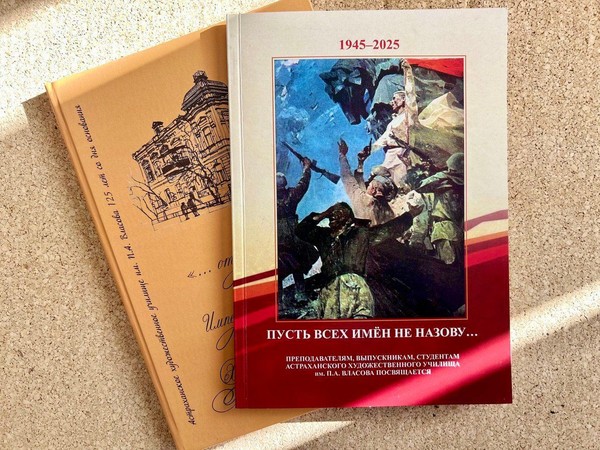 1945–2025
ПУСТЬ ВСЕХ ИМЁН НЕ НАЗОВУ...
ПРЕПОДАВАТЕЛЯМ, ВЫПУСКНИКАМ, СТУДЕНТАМ
АСТРАХАНСКОГО ХУДОЖЕСТВЕННОГО УЧИЛИЩА
им. П.А. ВЛАСОВА ПОСВЯЩАЕТСЯ
Астраханское художественное училище им. П.А. Власова 125 лет со дня основания